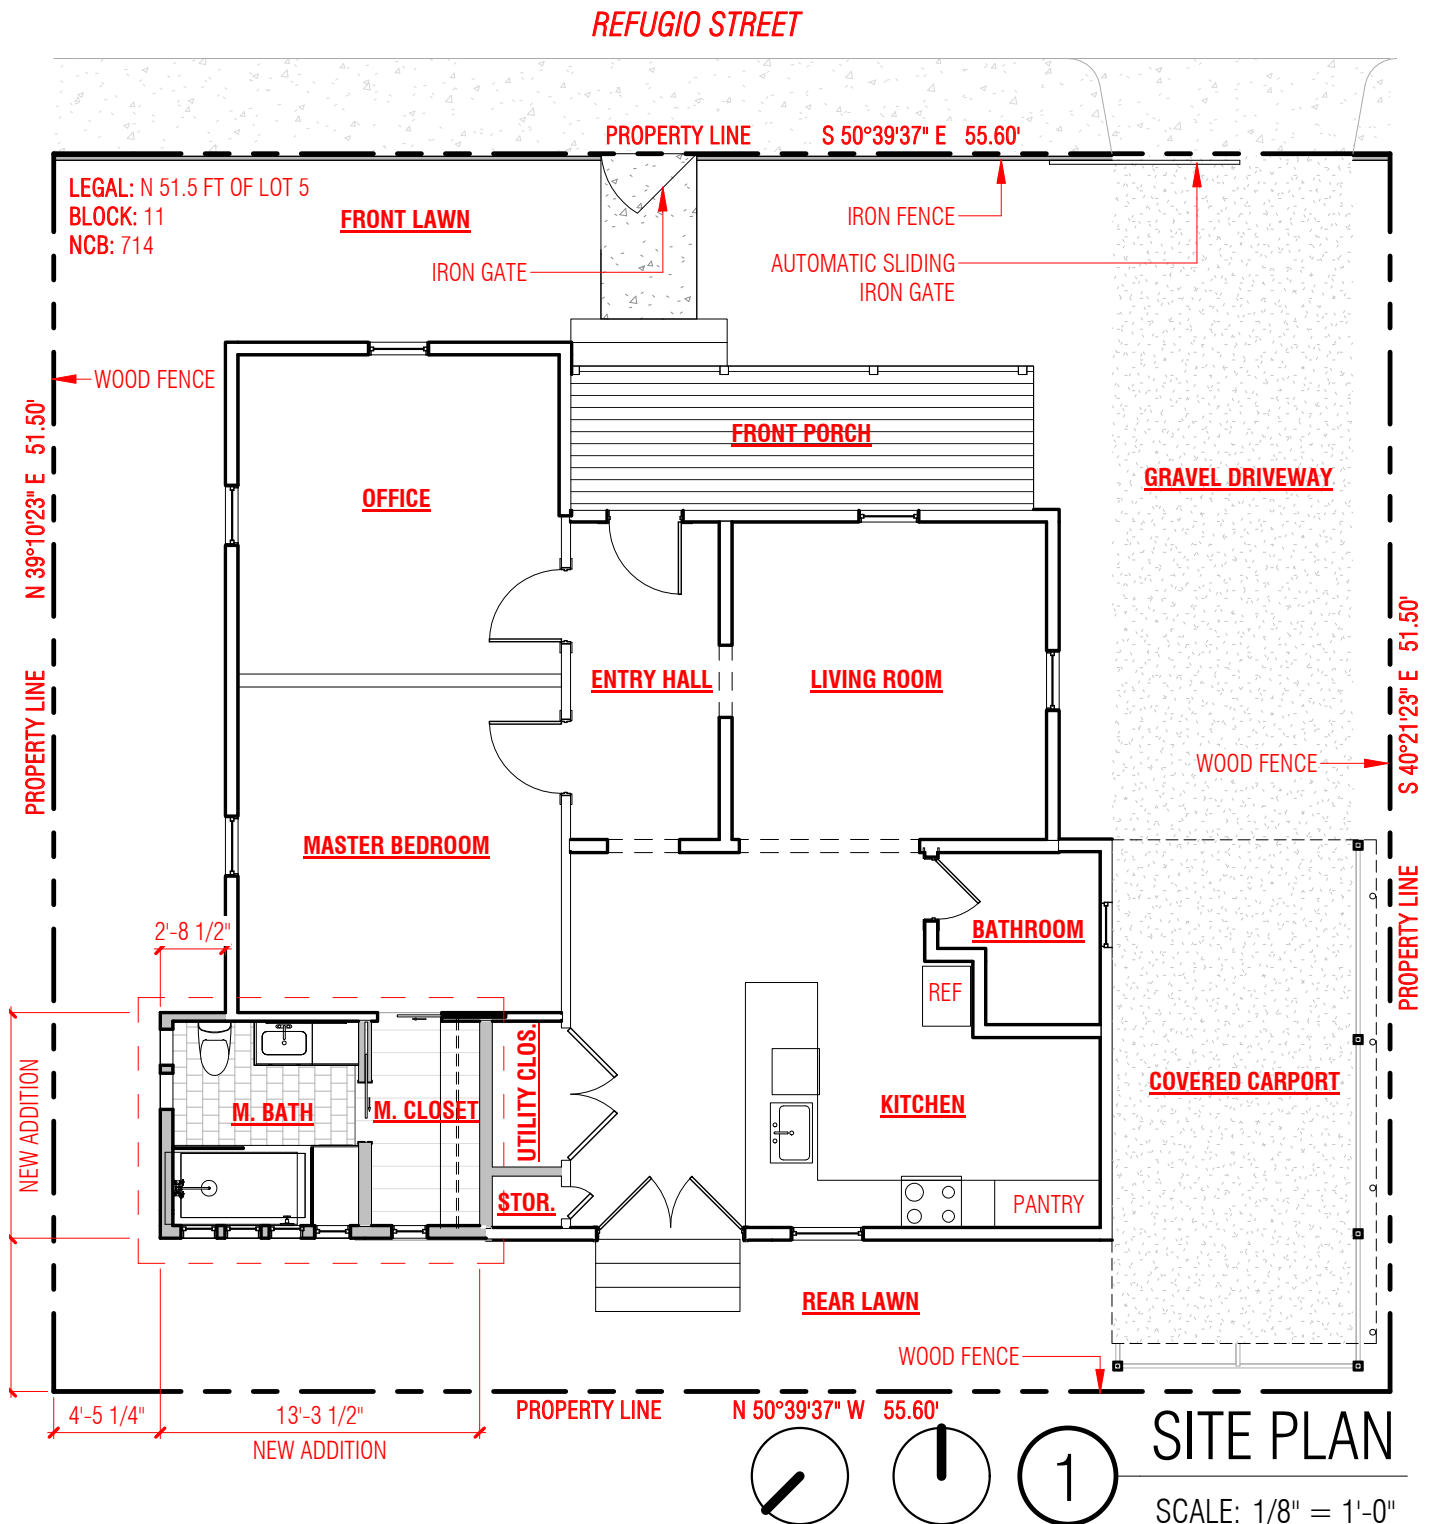 REFUGIO STREET
PROPERTY LINE
S 50°39'37" E 55.60'
LEGAL: N 51.5 FT OF LOT 5
BLOCK: 11
NCB: 714
FRONT LAWN
IRON GATE
IRON FENCE
AUTOMATIC SLIDING
IRON GATE
WOOD FENCE
N 39°10'23" E 51.50'
PROPERTY LINE
FRONT PORCH
OFFICE
GRAVEL DRIVEWAY
ENTRY HALL
LIVING ROOM
S 40°21'23" E 51.50'
WOOD FENCE
PROPERTY LINE
MASTER BEDROOM
BATHROOM
2'-8 1/2"
REF
NEW ADDITION
UTILITY CLOS.
M. BATH
M. CLOSET
KITCHEN
COVERED CARPORT
STOR.
PANTRY
REAR LAWN
WOOD FENCE
4'-5 1/4"
13'-3 1/2"
NEW ADDITION
PROPERTY LINE
N 50°39'37" W 55.60'
1
SITE PLAN
SCALE: 1/8" = 1'-0"